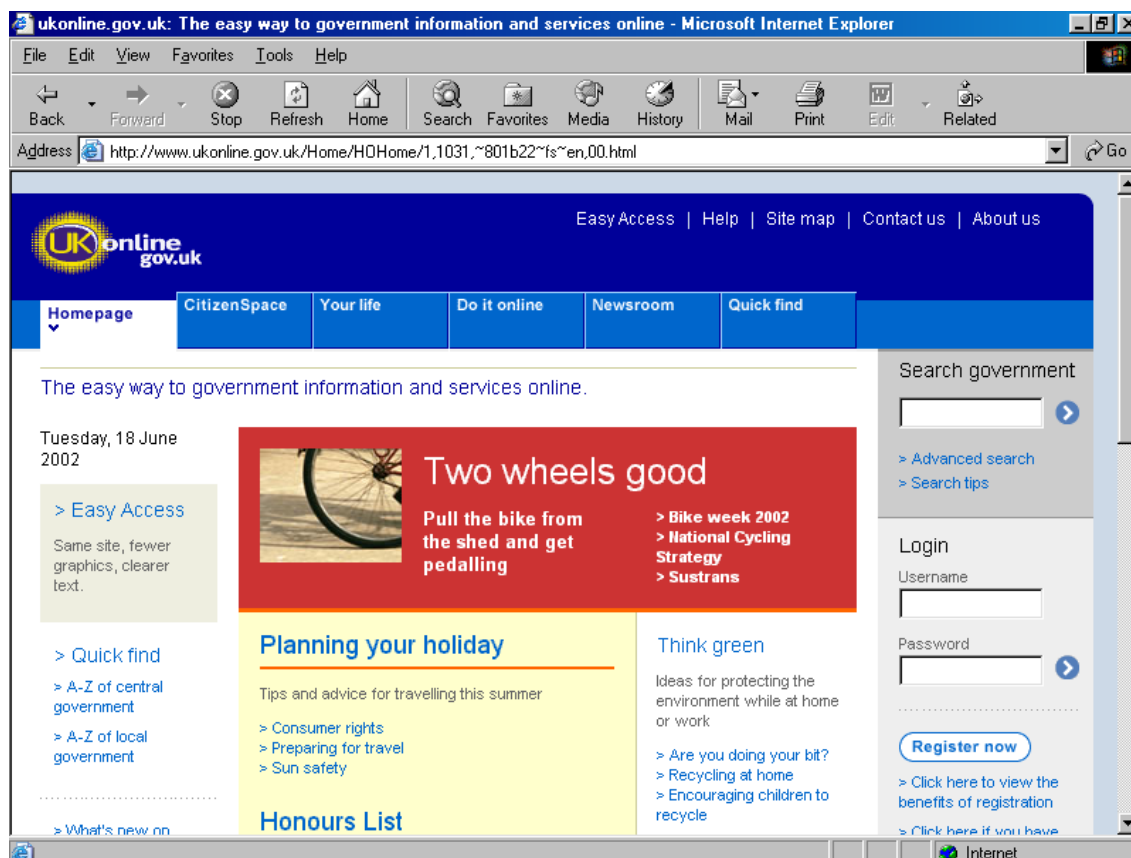 ukonline.gov.uk: The easy way to government information and services online - Microsoft Internet Explorer
File Edit View Favorites Tools Help
Back Forward Stop Refresh Home Search Favorites Media History Mail Print Edit Related
Address http://www.ukonline.gov.uk/Home/HOHome/1,1031,~801b22~fs~en,00.html Go
Easy Access | Help | Site map | Contact us | About us
UK online
gov.uk
Homepage CitizenSpace Your life Do it online Newsroom Quick find
The easy way to government information and services online.
Tuesday, 18 June
2002
> Easy Access
Same site, fewer
graphics, clearer
text.
> Quick find
> A-Z of central
government
> A-Z of local
government
> What's new on
Two wheels good
Pull the bike from
the shed and get
pedalling
> Bike week 2002
> National Cycling
Strategy
> Sustrans
Planning your holiday
Tips and advice for travelling this summer
> Consumer rights
> Preparing for travel
> Sun safety
Honours List
Think green
Ideas for protecting the
environment while at home
or work
> Are you doing your bit?
> Recycling at home
> Encouraging children to
recycle
Search government
> Advanced search
> Search tips
Login
Username
Password
Register now
> Click here to view the
benefits of registration
> Click here if you have
Internet